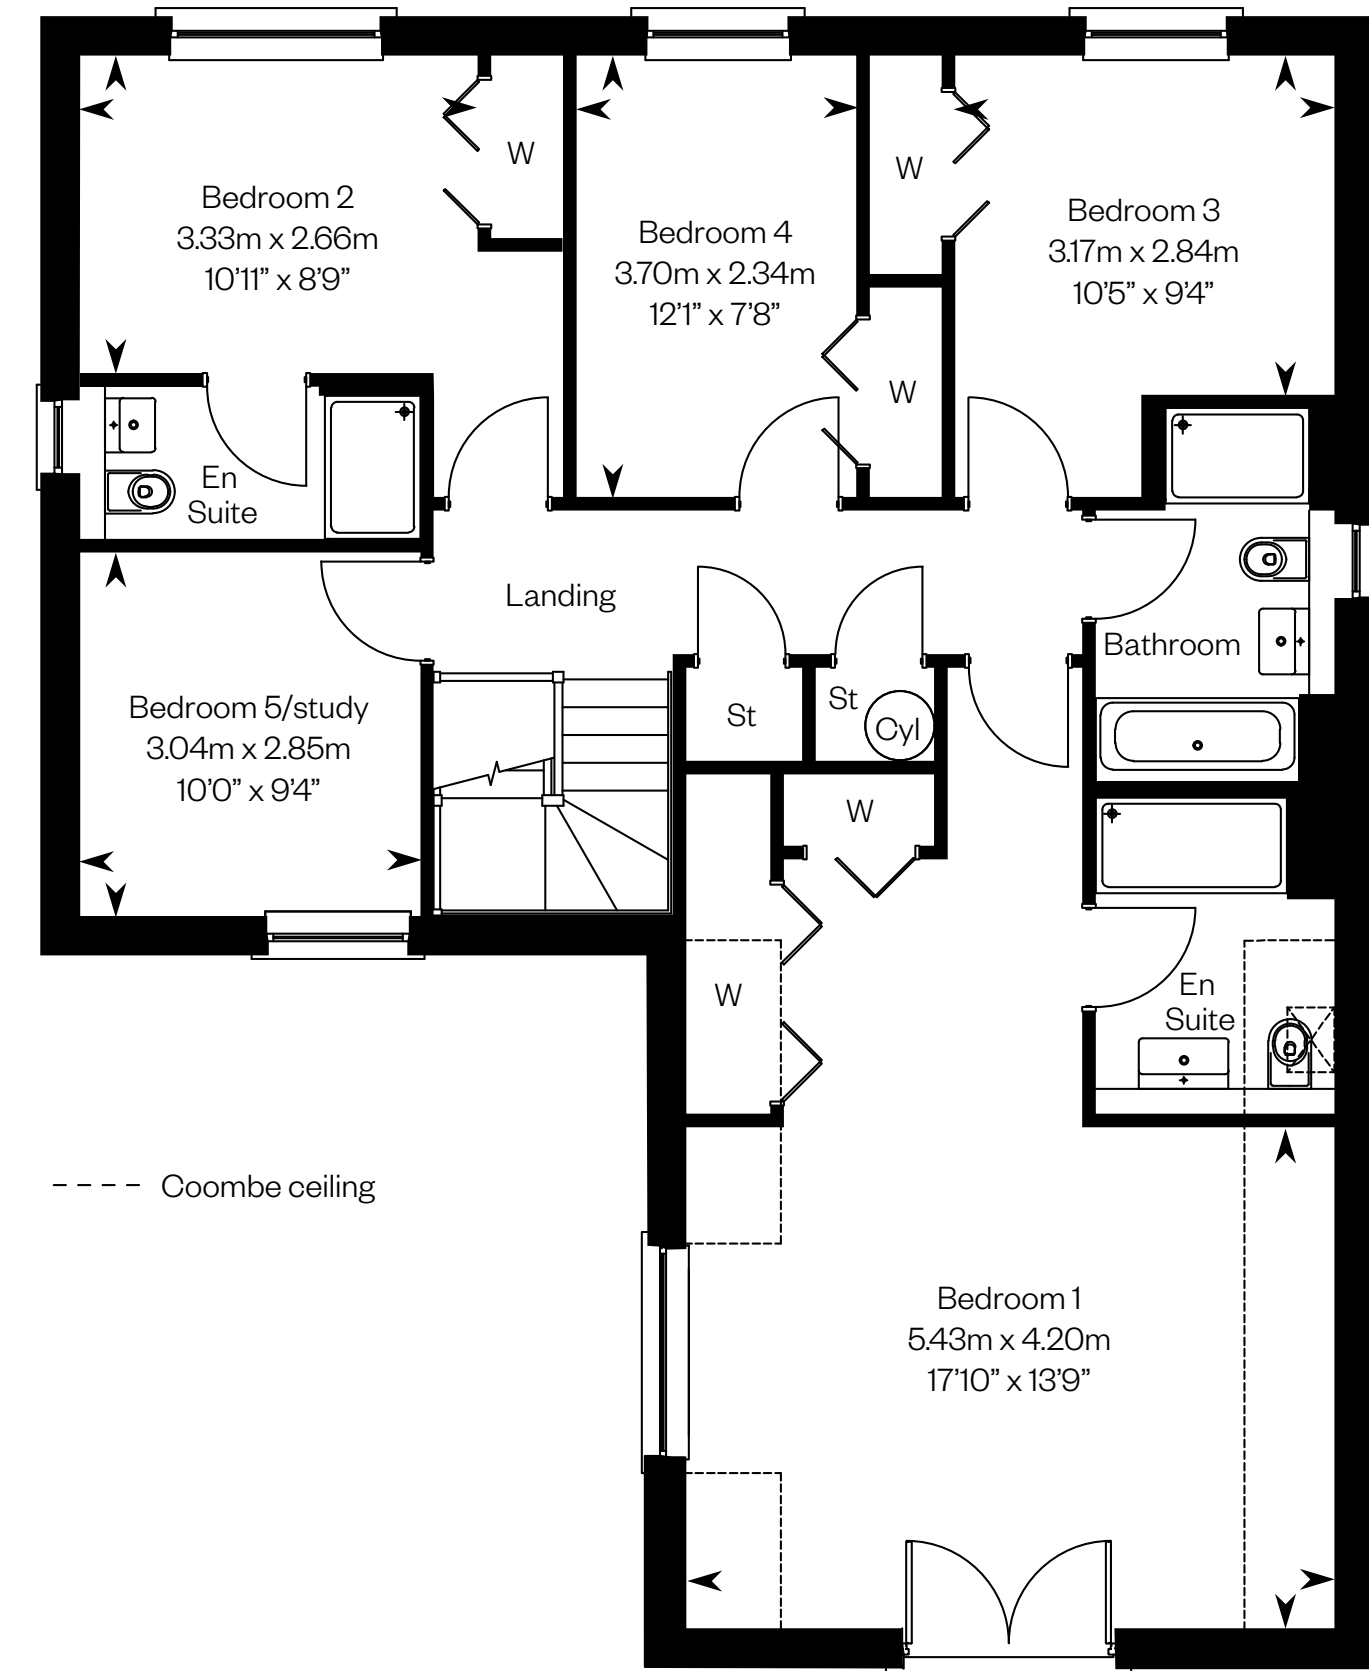 Bedroom 2
3.33m x 2.66m
10'11” x 8'9”
W
Bedroom 4
3.70m x 2.34m
12'1” x 7'8”
W
Bedroom 3
3.17m x 2.84m
10'5” x 9'4”
W
En
Suite
Landing
Bathroom
Bedroom 5/study
3.04m x 2.85m
10'0” x 9'4”
St
St
Cyl
W
W
En
Suite
Coombe ceiling
Bedroom 1
5.43m x 4.20m
17'10” x 13'9”